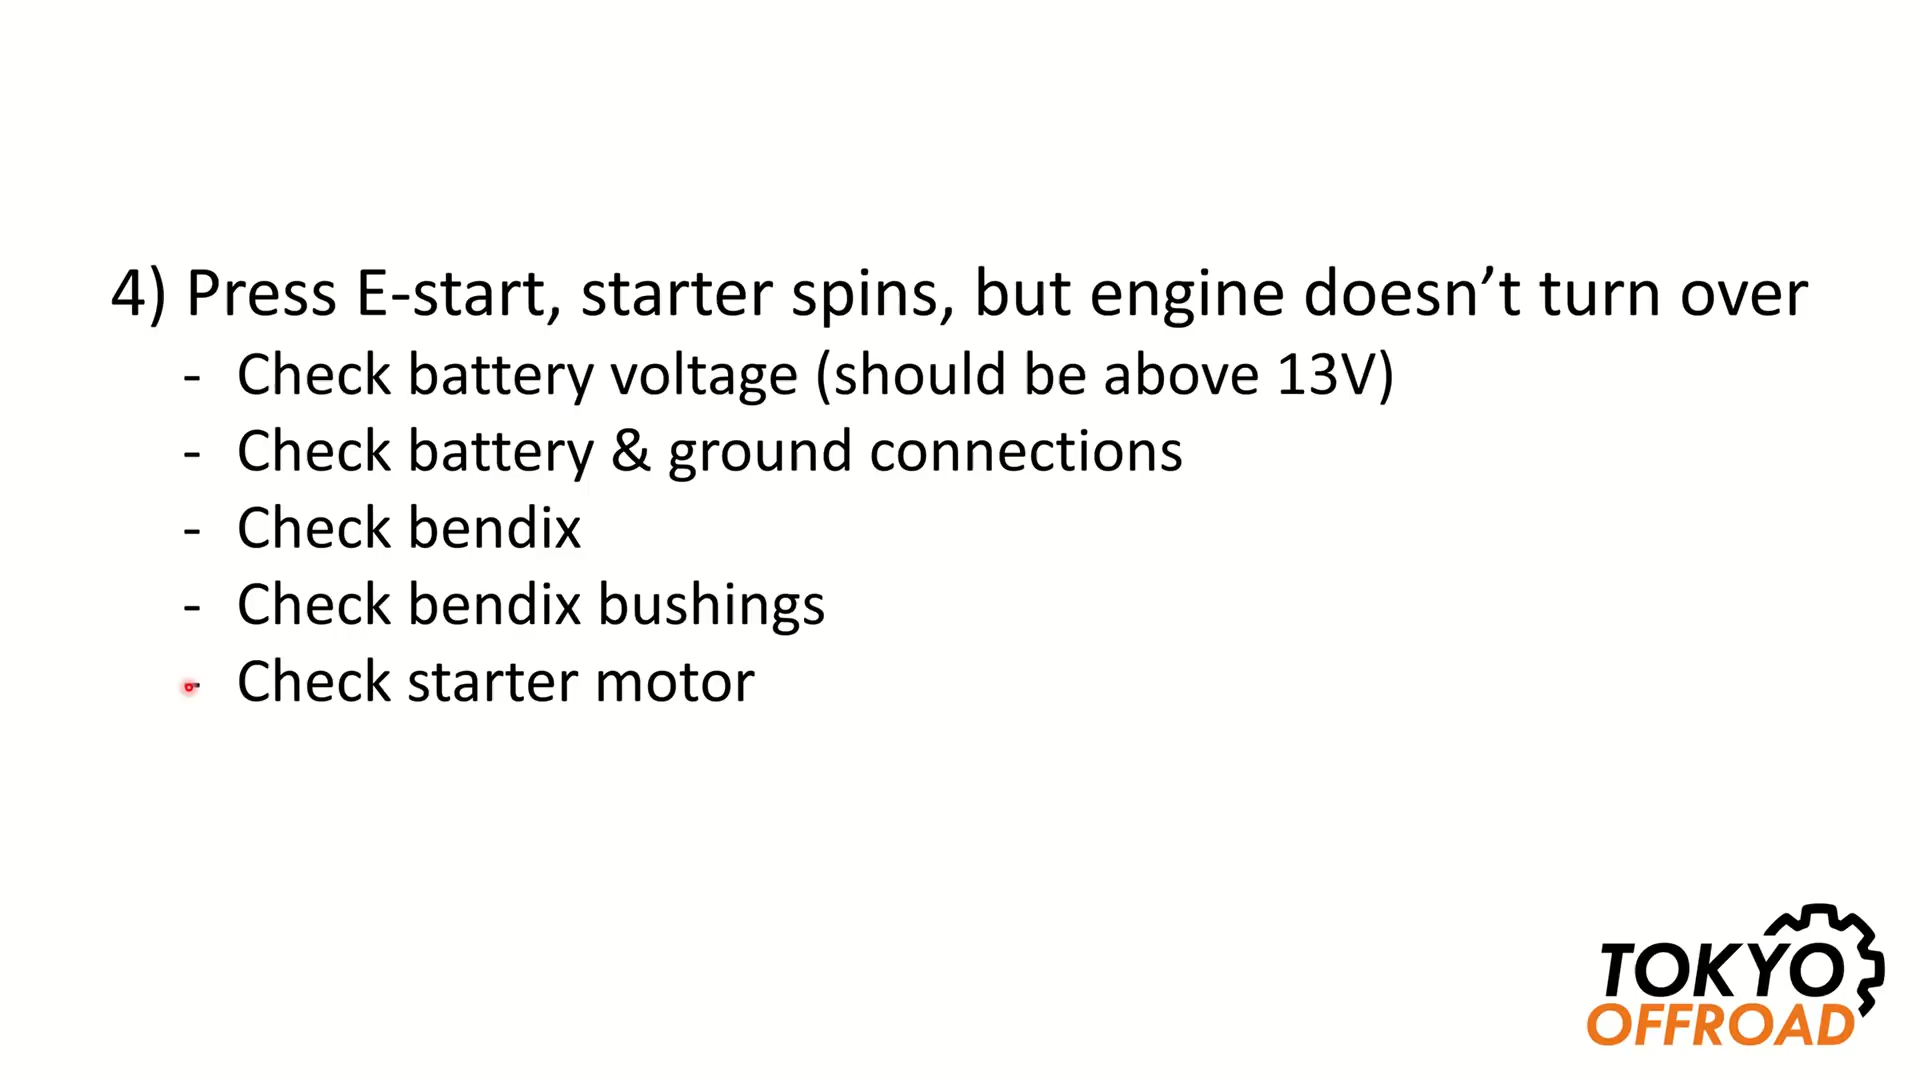 4) Press E-start, starter spins, but engine doesn’t turn over
- Check battery voltage (should be above 13V)
- Check battery & ground connections
- Check bendix
- Check bendix bushings
- Check starter motor
TOKYO
OFFROAD